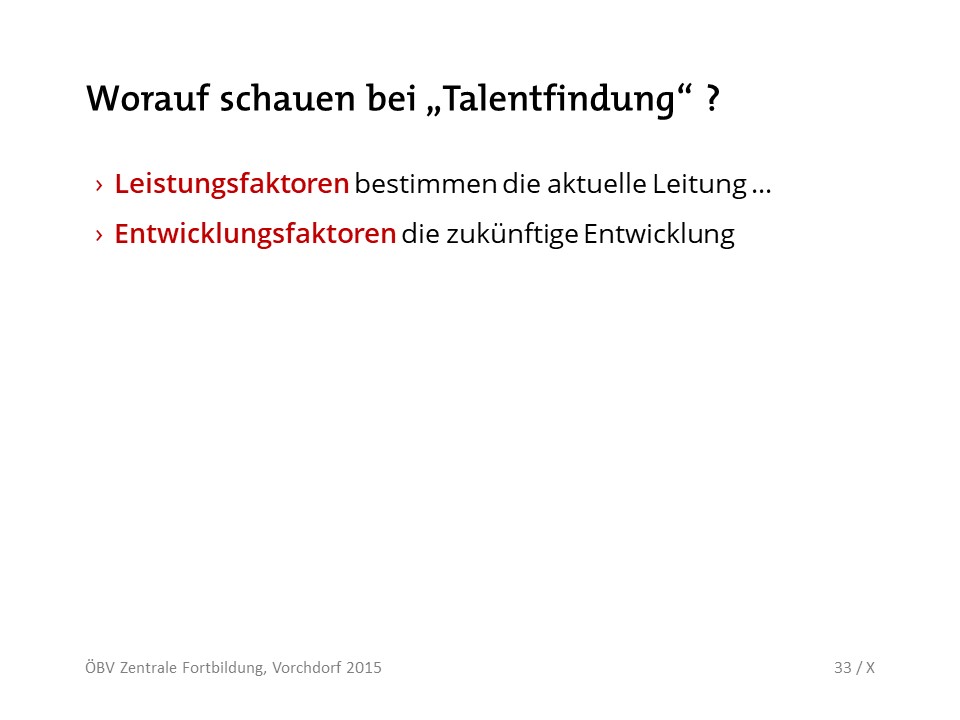 Worauf schauen bei „Talentfindung“ ?
› Leistungsfaktoren bestimmen die aktuelle Leitung ...
› Entwicklungsfaktoren die zukünftige Entwicklung
ÖBV Zentrale Fortbildung, Vorchdorf 2015
33 / X